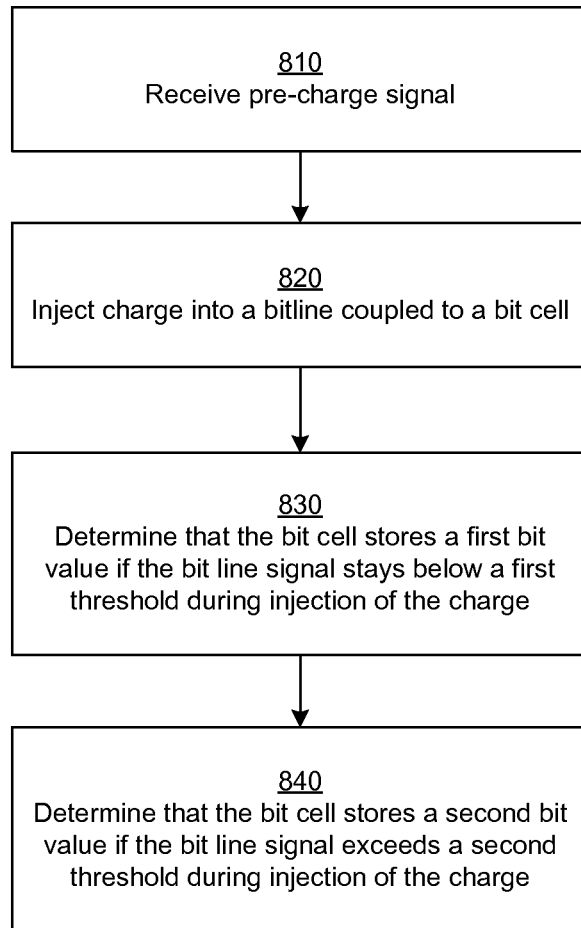 810
Receive pre-charge signal
820
Inject charge into a bitline coupled to a bit cell
830
Determine that the bit cell stores a first bit
value if the bit line signal stays below a first
threshold during injection of the charge
840
Determine that the bit cell stores a second bit
value if the bit line signal exceeds a second
threshold during injection of the charge